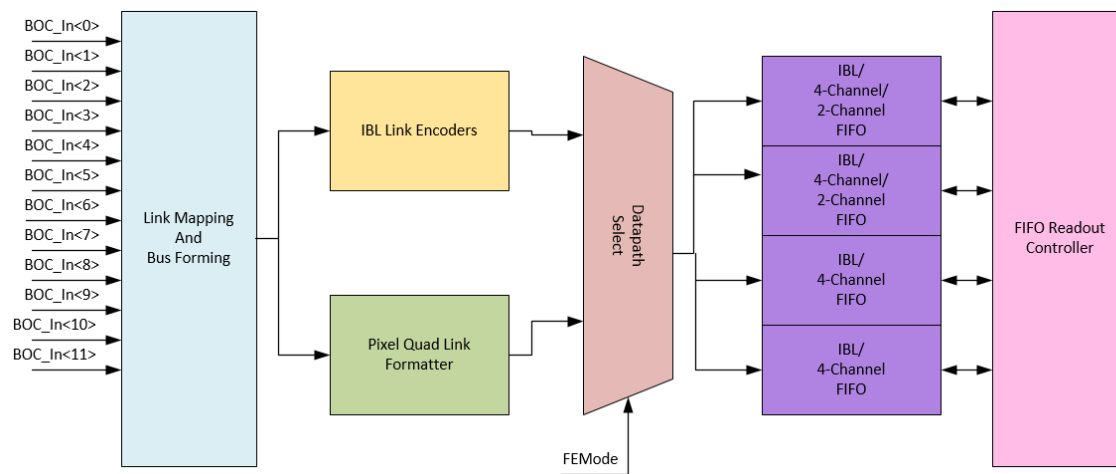 BOC_In<0>
BOC_In<1>
BOC_In<2>
BOC_In<3>
BOC_In<4>
BOC_In<5>
BOC_In<6>
BOC_In<7>
BOC_In<8>
BOC_In<9>
BOC_In<10>
BOC_In<11>
Link Mapping
And
Bus Forming
IBL Link Encoders
Pixel Quad Link
Formatter
Datapath
Select
FEMode
IBL/
4-Channel/
2-Channel
FIFO
IBL/
4-Channel/
2-Channel
FIFO
IBL/
4-Channel
FIFO
IBL/
4-Channel
FIFO
FIFO Readout
Controller